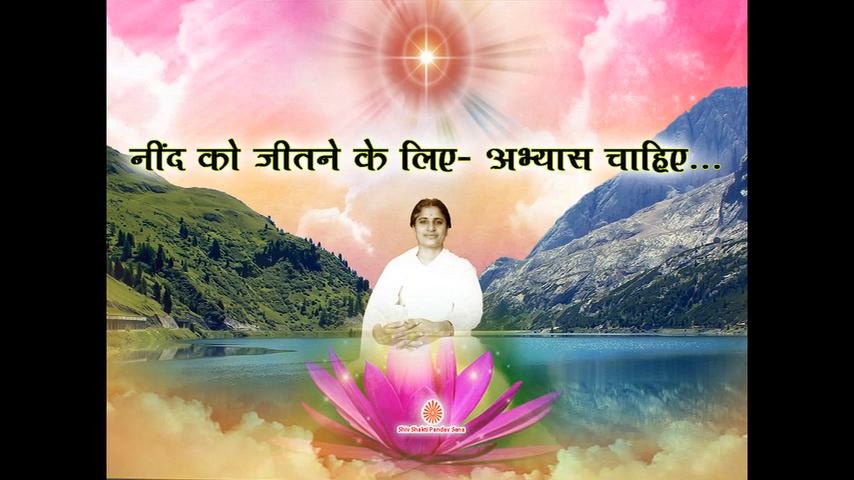 नींद को जीतने के लिए- अभ्यास चाहिए...
Shiv Shakti Pandav Sena